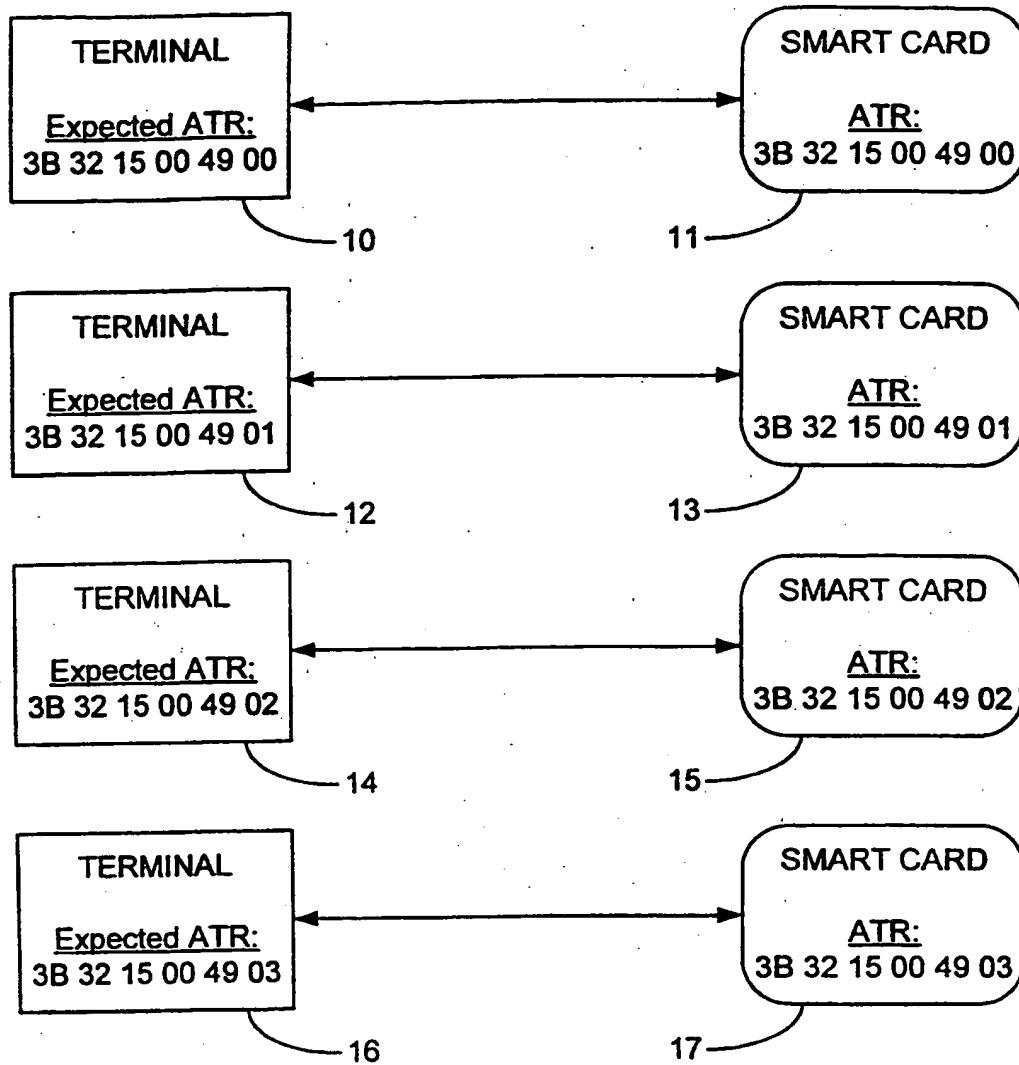 TERMINAL
Expected ATR:
3B 32 15 00 49 00
10
SMART CARD
ATR:
3B 32 15 00 49 00
11
TERMINAL
Expected ATR:
3B 32 15 00 49 01
12
SMART CARD
ATR:
3B 32 15 00 49 01
13
TERMINAL
Expected ATR:
3B 32 15 00 49 02
14
SMART CARD
ATR:
3B 32 15 00 49 02
15
TERMINAL
Expected ATR:
3B 32 15 00 49 03
16
SMART CARD
ATR:
3B 32 15 00 49 03
17